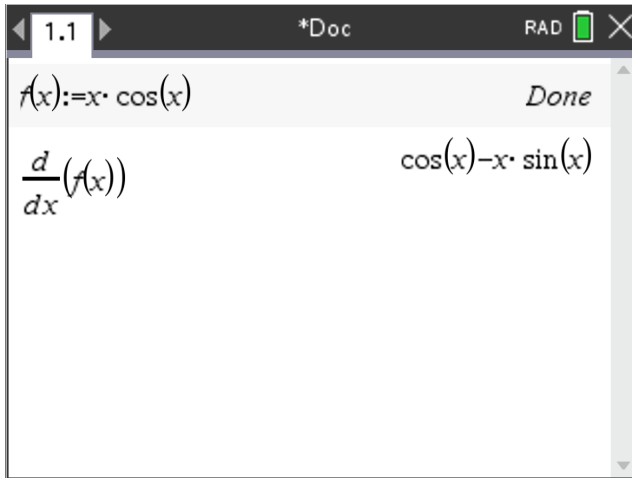 1.1 *Doc RAD
f(x):=x· cos(x) Done
d/dx(f(x)) cos(x)−x· sin(x)